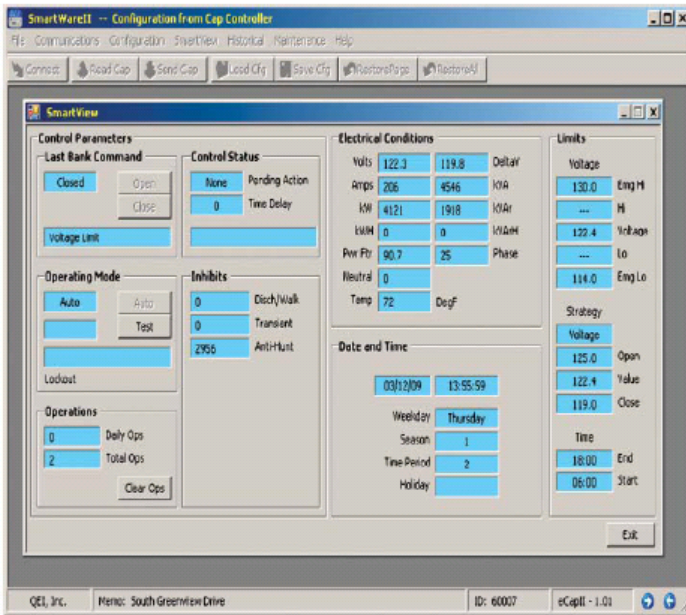 SmartWareII -- Configuration from Cap Controller
File Communications Configuration SmartView Historical Maintenance Help
Connect Read Cap Send Cap Load Cfg Save Cfg RestorePage RestoreAll
SmartView
Control Parameters
Last Bank Command
Closed Open
Close
Voltage Limit
Control Status
None Pending Action
0 Time Delay
Operating Mode
Auto Auto
Test
Lockout
Inhibits
0 Disch/Walk
0 Transient
2956 Anti-Hunt
Operations
0 Daily Ops
2 Total Ops
Clear Ops
Electrical Conditions
Volts 122.3 119.8 DeltaV
Amps 206 4546 kVA
kW 4121 1918 kVAr
kWH 0 0 kVArH
Pwr Ftr 90.7 25 Phase
Neutral 0
Temp 72 DegF
Date and Time
03/12/09 13:55:59
Weekday Thursday
Season 1
Time Period 2
Holiday
Limits
Voltage
130.0 Emg Hi
--- Hi
122.4 Voltage
--- Lo
114.0 Emg Lo
Strategy
Voltage
125.0 Open
122.4 Value
119.0 Close
Time
18:00 End
06:00 Start
Exit
QEI, Inc. Memo: South Greenview Drive ID: 60007 eCapII - 1.01